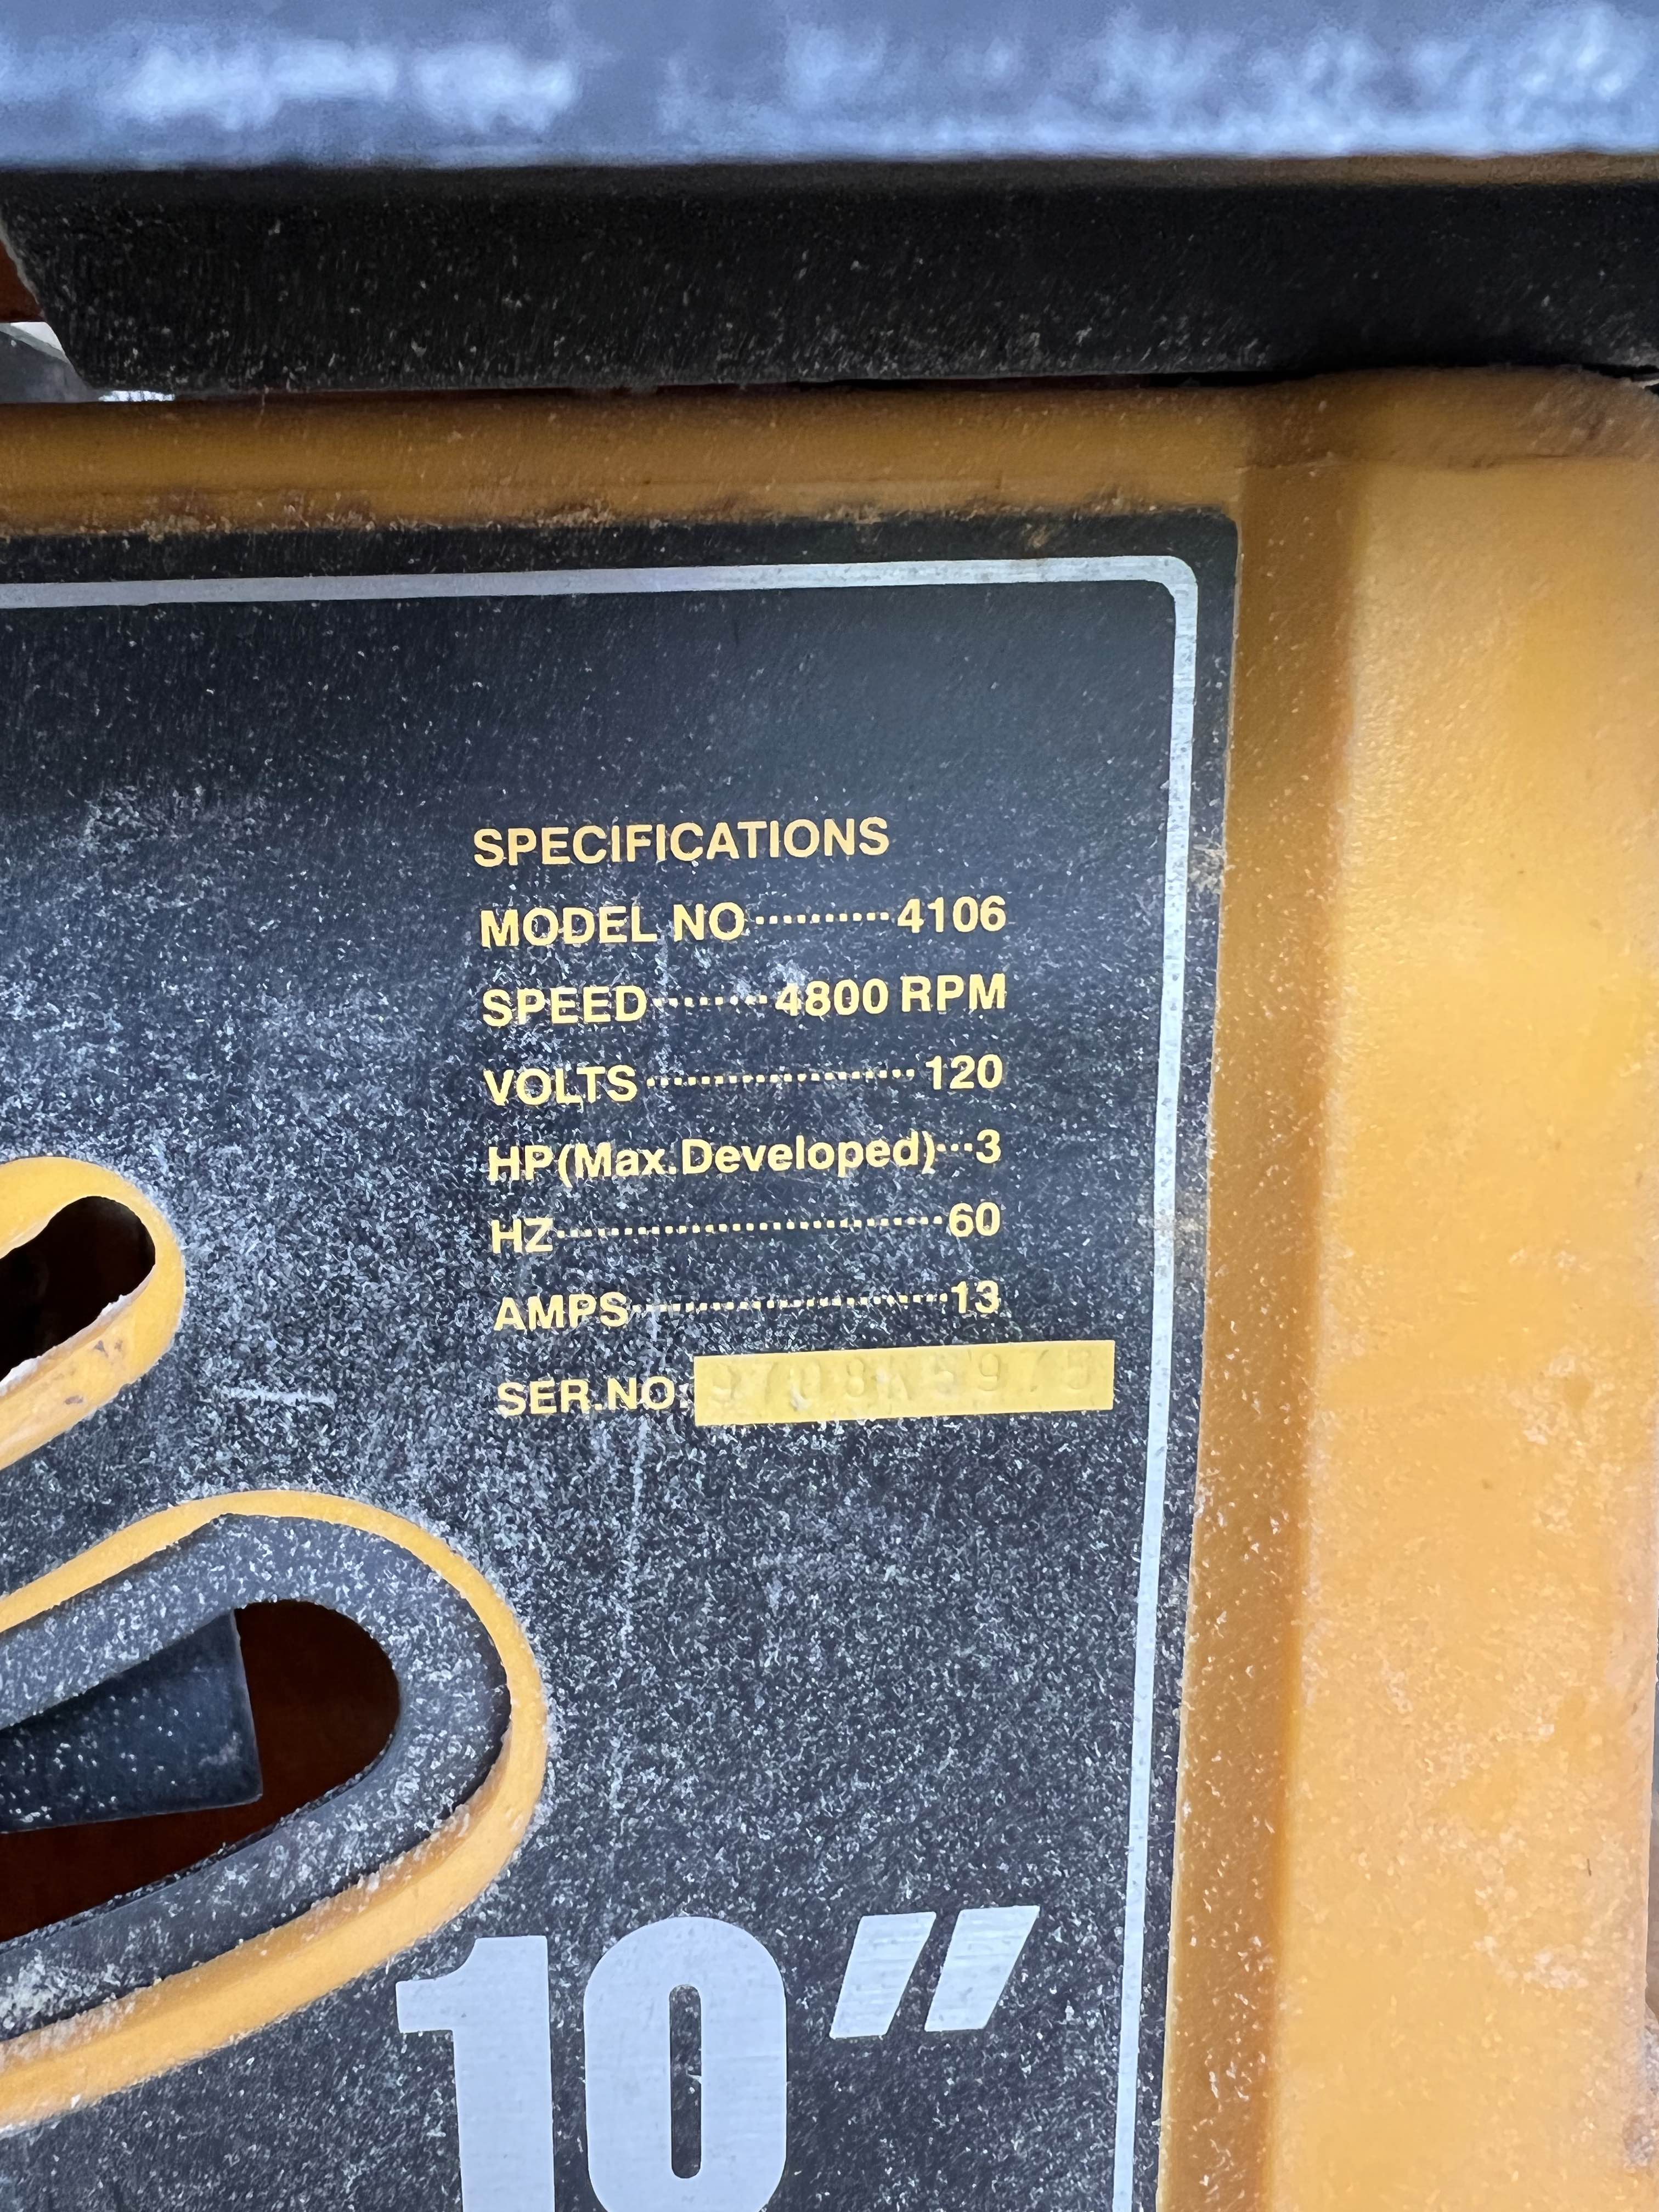 SPECIFICATIONS
MODEL NO··········4106
SPEED········4800 RPM
VOLTS····················120
HP(Max.Developed)···3
HZ·····························60
AMPS·······················13
SER.NO:
10"